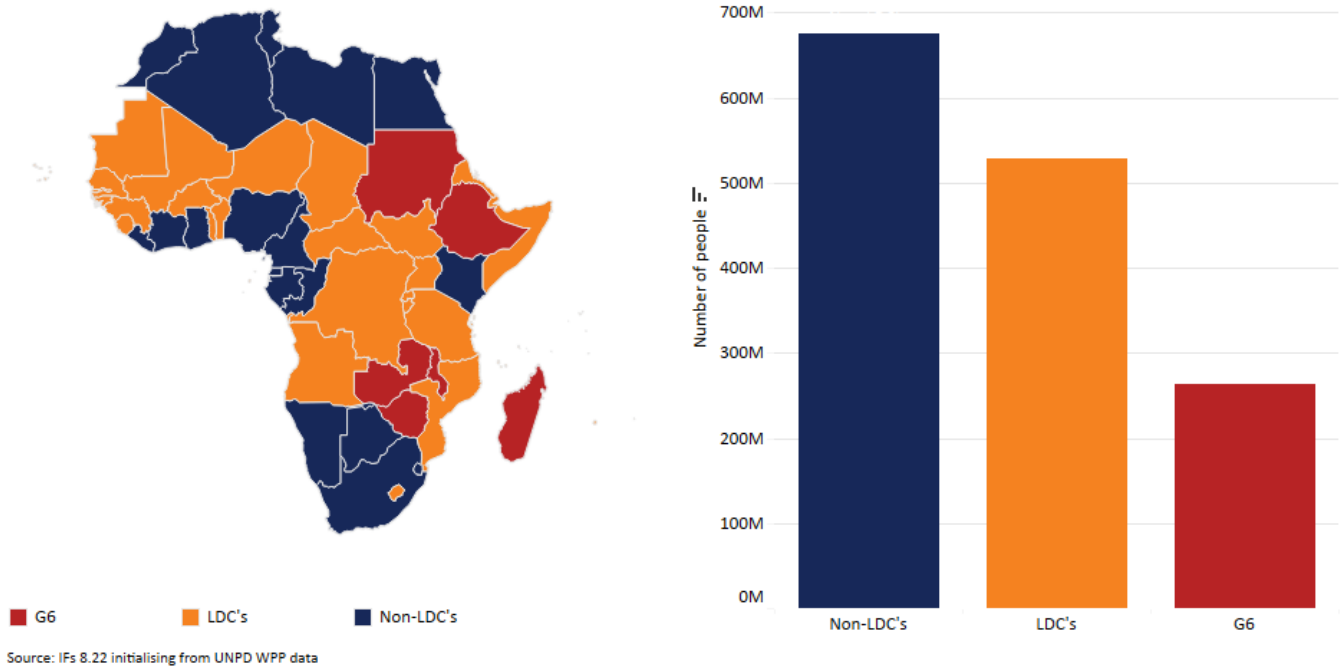 700M
600M
500M
400M
300M
200M
100M
0M
Number of people
Non-LDC's
LDC's
G6
G6
LDC's
Non-LDC's
Source: IFs 8.22 initialising from UNPD WPP data